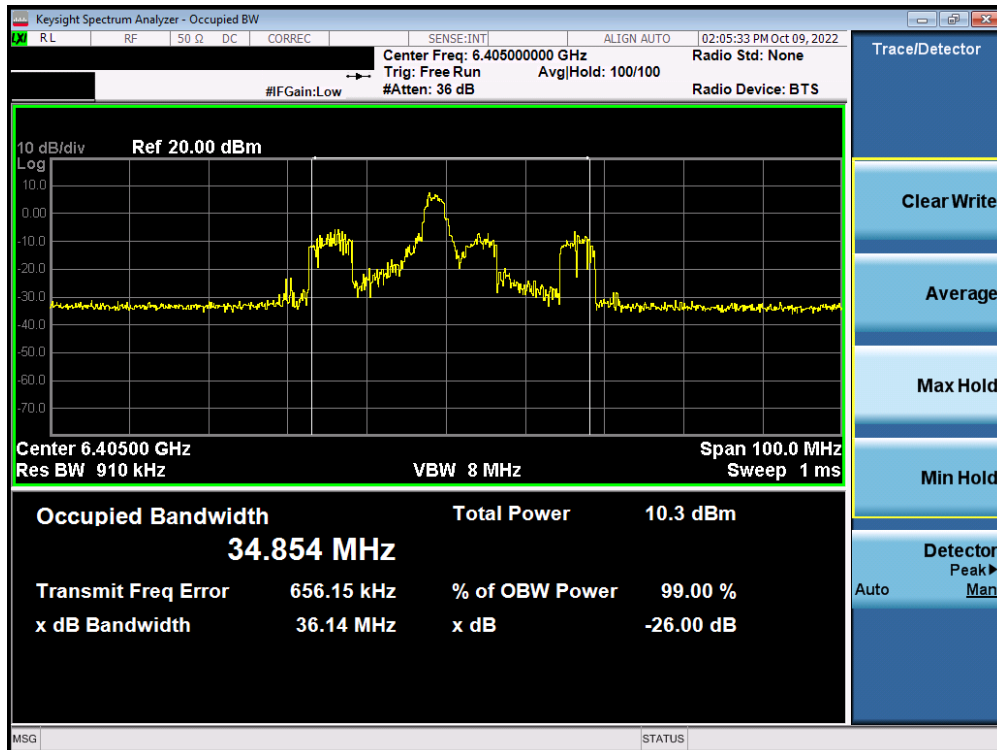 Keysight Spectrum Analyzer - Occupied BW
LXI RL RF 50 Ω DC CORREC SENSE:INT ALIGN AUTO 02:05:33 PM Oct 09, 2022
Center Freq: 6.405000000 GHz Radio Std: None
Trig: Free Run Avg|Hold: 100/100
#IFGain:Low #Atten: 36 dB Radio Device: BTS
10 dB/div Ref 20.00 dBm
Log
10.0
0.00
-10.0
-20.0
-30.0
-40.0
-50.0
-60.0
-70.0
Center 6.40500 GHz Span 100.0 MHz
Res BW 910 kHz VBW 8 MHz Sweep 1 ms
Occupied Bandwidth Total Power 10.3 dBm
34.854 MHz
Transmit Freq Error 656.15 kHz % of OBW Power 99.00 %
x dB Bandwidth 36.14 MHz x dB -26.00 dB
MSG STATUS
Trace/Detector
Clear Write
Average
Max Hold
Min Hold
Detector
Peak▶
Auto Man